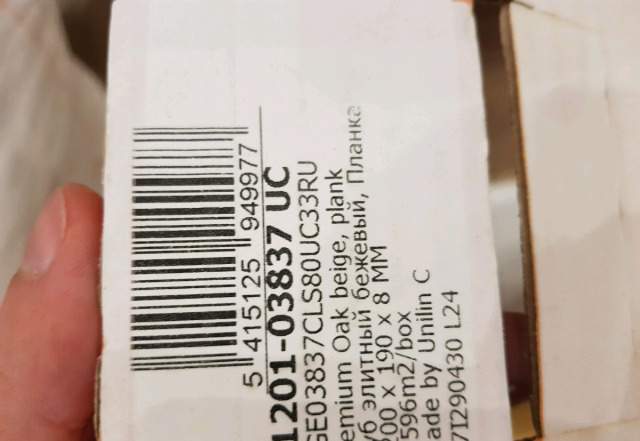 5 415125 949977
1201-03837 UC
GE03837CLS80UC33RU
emium Oak beige, plank
уб элитный бежевый, Планка
00 x 190 x 8 MM
596m2/box
ade by Unilin C
7I290430 L24